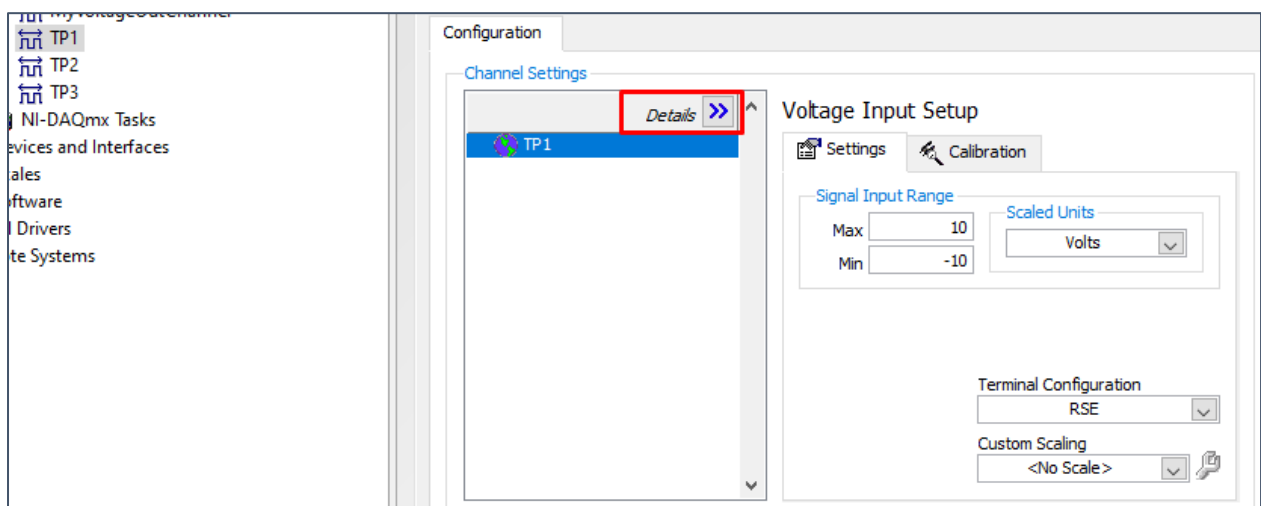 MyVoltageOutChannel
TP1
TP2
TP3
NI-DAQmx Tasks
evices and Interfaces
ales
oftware
Drivers
te Systems
Configuration
Channel Settings
Details
TP1
Voltage Input Setup
Settings
Calibration
Signal Input Range
Scaled Units
Max 10
Volts
Min -10
Terminal Configuration
RSE
Custom Scaling
<No Scale>